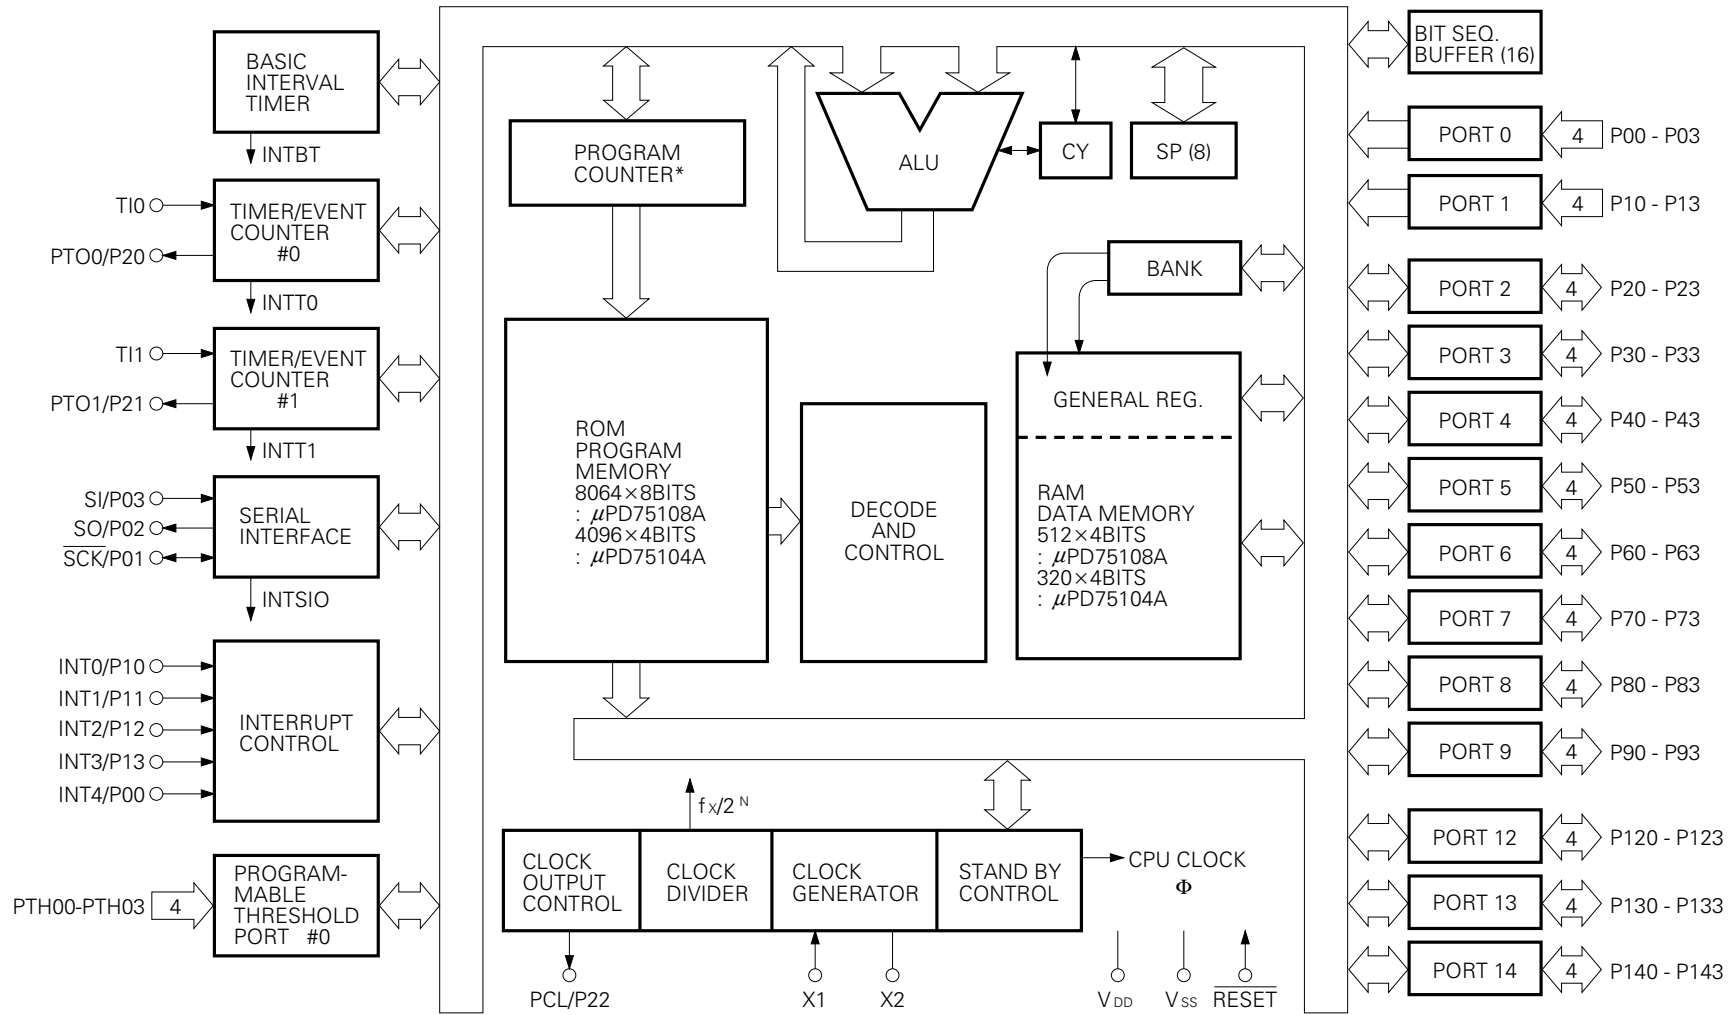 BASIC
INTERVAL
TIMER
INTBT
TI0
PTO0/P20
TIMER/EVENT
COUNTER
#0
INTT0
TI1
PTO1/P21
TIMER/EVENT
COUNTER
#1
INTT1
SI/P03
SO/P02
SCK/P01
SERIAL
INTERFACE
INTSIO
INT0/P10
INT1/P11
INT2/P12
INT3/P13
INT4/P00
INTERRUPT
CONTROL
PTH00-PTH03
4
PROGRAM-
MABLE
THRESHOLD
PORT #0
PROGRAM
COUNTER*
ALU
CY
SP (8)
BANK
GENERAL REG.
ROM
PROGRAM
MEMORY
8064×8BITS
: μPD75108A
4096×4BITS
: μPD75104A
DECODE
AND
CONTROL
RAM
DATA MEMORY
512×4BITS
: μPD75108A
320×4BITS
: μPD75104A
fX/2 N
CLOCK
OUTPUT
CONTROL
CLOCK
DIVIDER
CLOCK
GENERATOR
STAND BY
CONTROL
CPU CLOCK
Φ
PCL/P22
X1
X2
VDD
VSS
RESET
BIT SEQ.
BUFFER (16)
PORT 0 4 P00 - P03
PORT 1 4 P10 - P13
PORT 2 4 P20 - P23
PORT 3 4 P30 - P33
PORT 4 4 P40 - P43
PORT 5 4 P50 - P53
PORT 6 4 P60 - P63
PORT 7 4 P70 - P73
PORT 8 4 P80 - P83
PORT 9 4 P90 - P93
PORT 12 4 P120 - P123
PORT 13 4 P130 - P133
PORT 14 4 P140 - P143